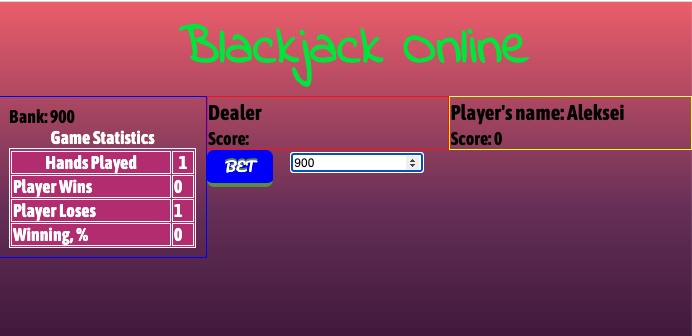 Blackjack online
Bank: 900
Game Statistics
Hands Played 1
Player Wins 0
Player Loses 1
Winning, % 0
Dealer
Score:
BET 900
Player's name: Aleksei
Score: 0